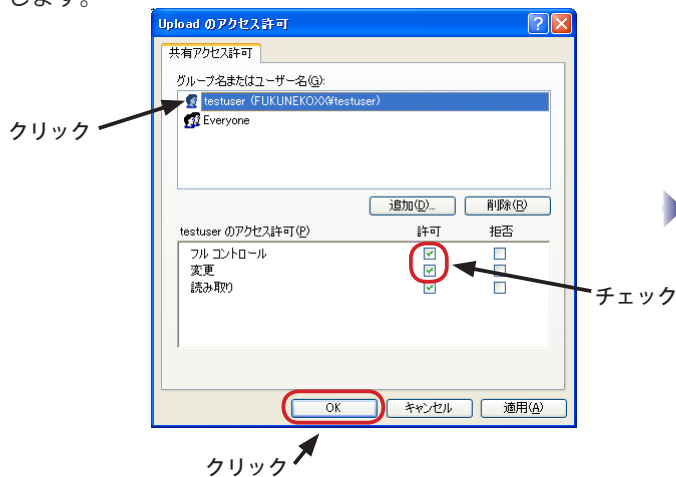 します。
Upload のアクセス許可
共有アクセス許可
グループ名またはユーザー名(G):
testuser (FUKUNEKOXX¥testuser)
Everyone
クリック
追加(D)... 削除(R)
testuser のアクセス許可(P) 許可 拒否
フル コントロール
変更
読み取り
チェック
OK キャンセル 適用(A)
クリック